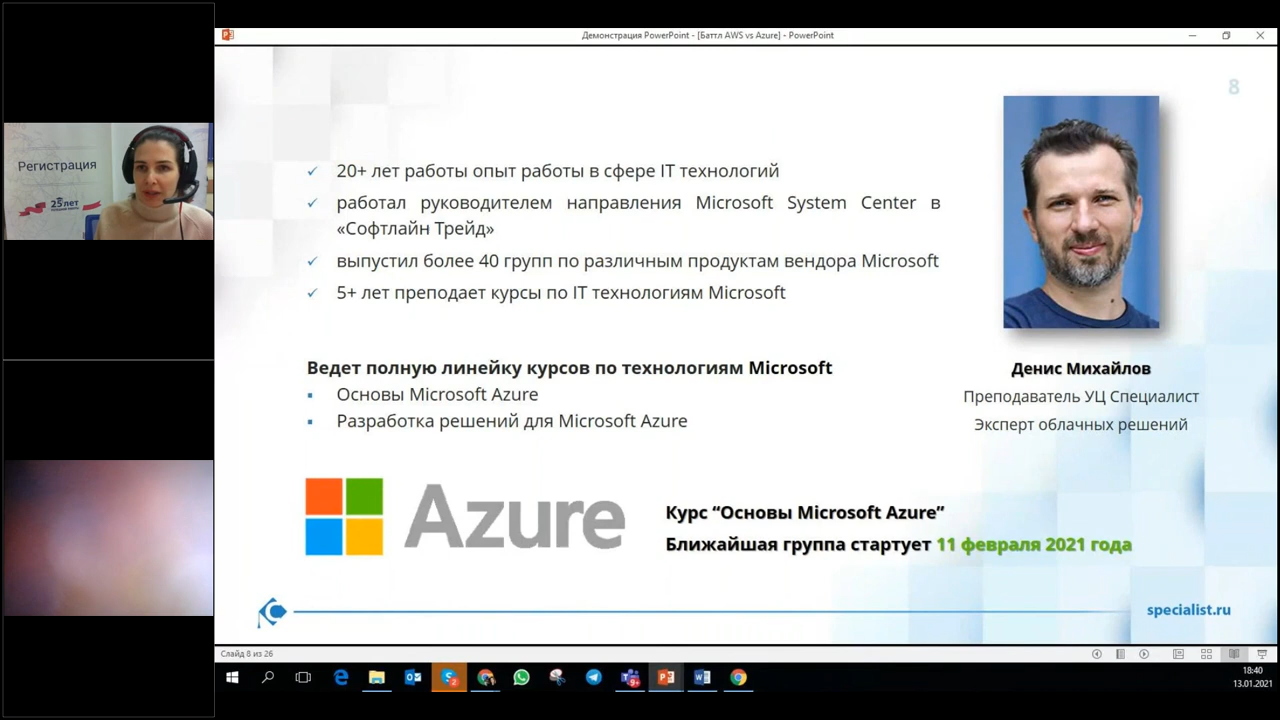 Демонстрация PowerPoint - [Баттл AWS vs Azure] - PowerPoint
Регистрация
25 лет
8
20+ лет работы опыт работы в сфере IT технологий
работал руководителем направления Microsoft System Center в
«Софтлайн Трейд»
выпустил более 40 групп по различным продуктам вендора Microsoft
5+ лет преподает курсы по IT технологиям Microsoft
Ведет полную линейку курсов по технологиям Microsoft
Основы Microsoft Azure
Разработка решений для Microsoft Azure
Денис Михайлов
Преподаватель УЦ Специалист
Эксперт облачных решений
Azure
Курс “Основы Microsoft Azure”
Ближайшая группа стартует 11 февраля 2021 года
specialist.ru
Слайд 8 из 26
18:40
13.01.2021